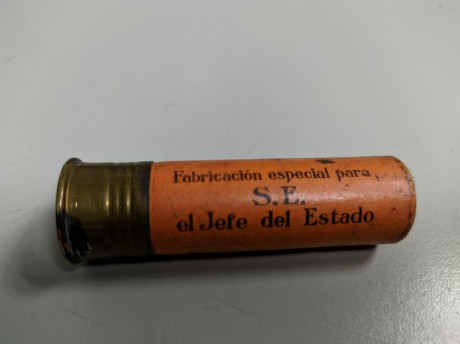 Fabricación especial para
S.E.
el Jefe del Estado